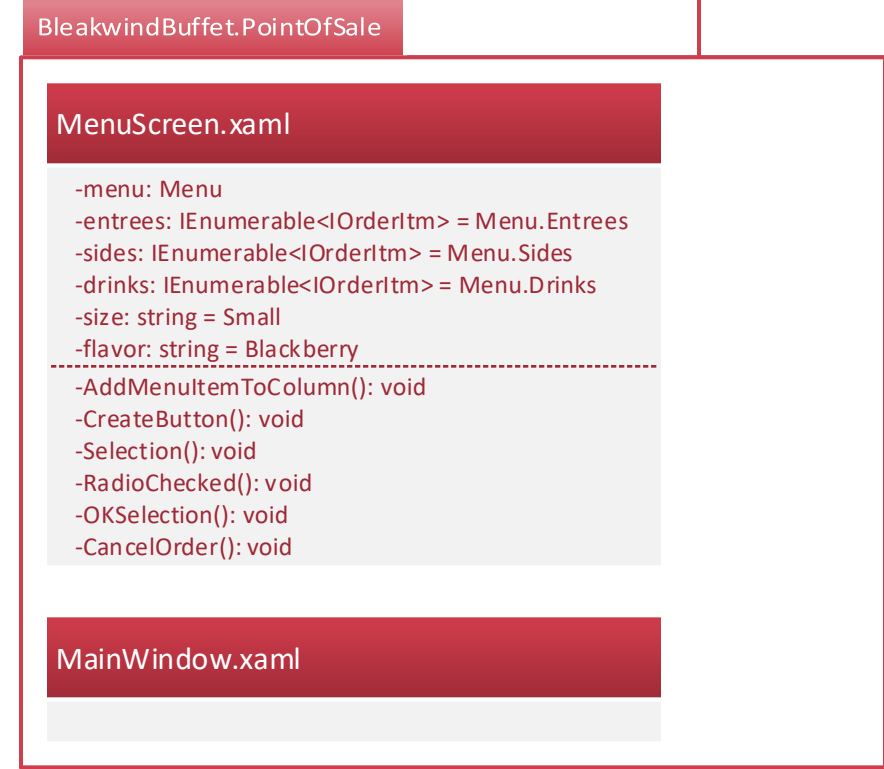 BleakwindBuffet.PointOfSale
MenuScreen.xaml
-menu: Menu
-entrees: IEnumerable<IOrderItm> = Menu.Entrees
-sides: IEnumerable<IOrderItm> = Menu.Sides
-drinks: IEnumerable<IOrderItm> = Menu.Drinks
-size: string = Small
-flavor: string = Blackberry
-AddMenuItemToColumn(): void
-CreateButton(): void
-Selection(): void
-RadioChecked(): void
-OKSelection(): void
-CancelOrder(): void
MainWindow.xaml